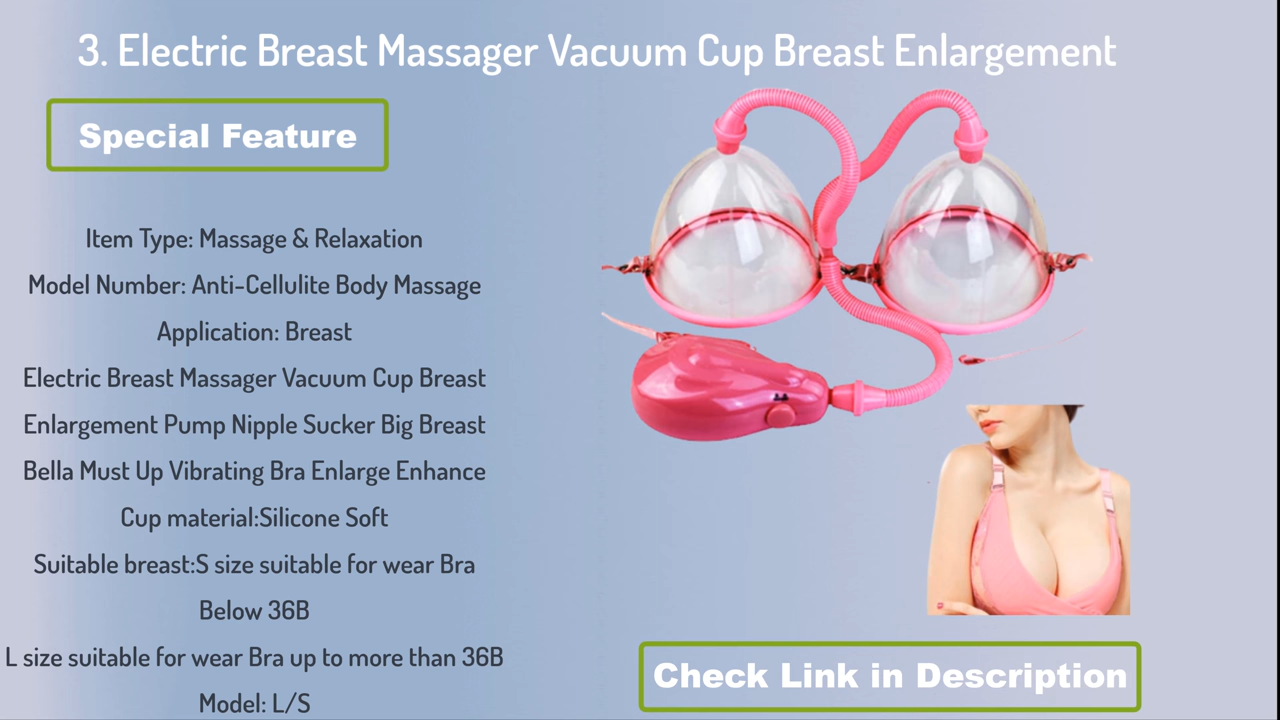 3. Electric Breast Massager Vacuum Cup Breast Enlargement
Special Feature
Item Type: Massage & Relaxation
Model Number: Anti-Cellulite Body Massage
Application: Breast
Electric Breast Massager Vacuum Cup Breast
Enlargement Pump Nipple Sucker Big Breast
Bella Must Up Vibrating Bra Enlarge Enhance
Cup material:Silicone Soft
Suitable breast:S size suitable for wear Bra
Below 36B
L size suitable for wear Bra up to more than 36B
Model: L/S
Check Link in Description